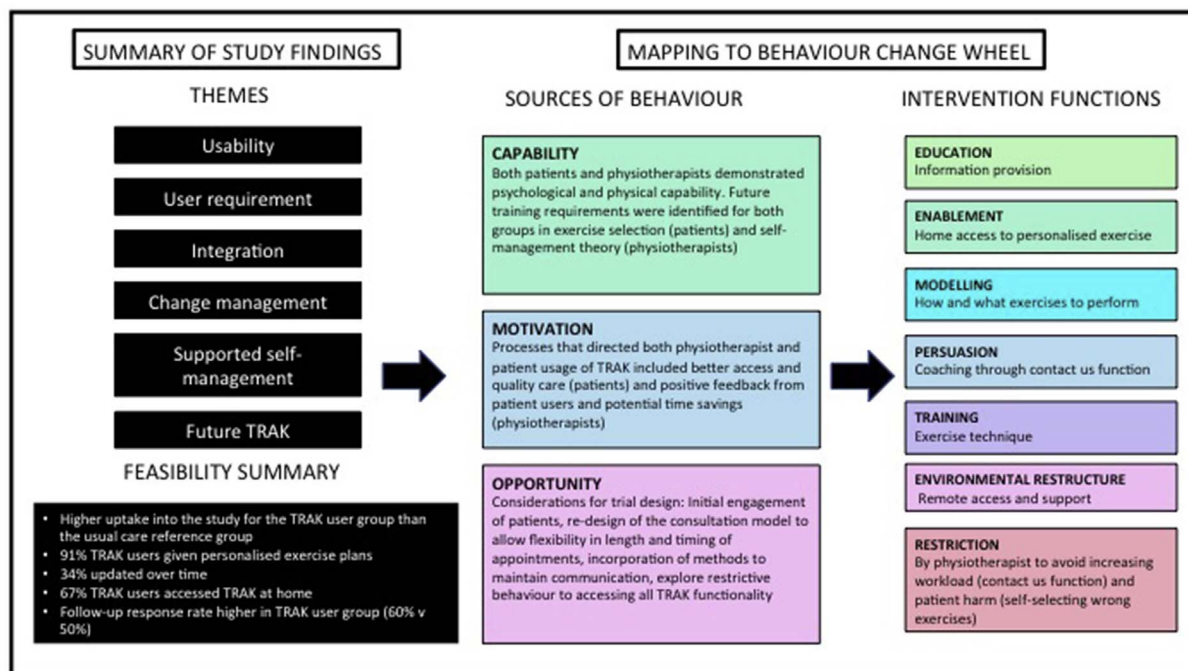 SUMMARY OF STUDY FINDINGS
THEMES
Usability
User requirement
Integration
Change management
Supported self-
management
Future TRAK
FEASIBILITY SUMMARY
• Higher uptake into the study for the TRAK user group than
the usual care reference group
• 91% TRAK users given personalised exercise plans
• 34% updated over time
• 67% TRAK users accessed TRAK at home
• Follow-up response rate higher in TRAK user group (60% v
50%)
MAPPING TO BEHAVIOUR CHANGE WHEEL
SOURCES OF BEHAVIOUR
CAPABILITY
Both patients and physiotherapists demonstrated
psychological and physical capability. Future
training requirements were identified for both
groups in exercise selection (patients) and self-
management theory (physiotherapists)
MOTIVATION
Processes that directed both physiotherapist and
patient usage of TRAK included better access and
quality care (patients) and positive feedback from
patient users and potential time savings
(physiotherapists)
OPPORTUNITY
Considerations for trial design: Initial engagement
of patients, re-design of the consultation model to
allow flexibility in length and timing of
appointments, incorporation of methods to
maintain communication, explore restrictive
behaviour to accessing all TRAK functionality
INTERVENTION FUNCTIONS
EDUCATION
Information provision
ENABLEMENT
Home access to personalised exercise
MODELLING
How and what exercises to perform
PERSUASION
Coaching through contact us function
TRAINING
Exercise technique
ENVIRONMENTAL RESTRUCTURE
Remote access and support
RESTRICTION
By physiotherapist to avoid increasing
workload (contact us function) and
patient harm (self-selecting wrong
exercises)